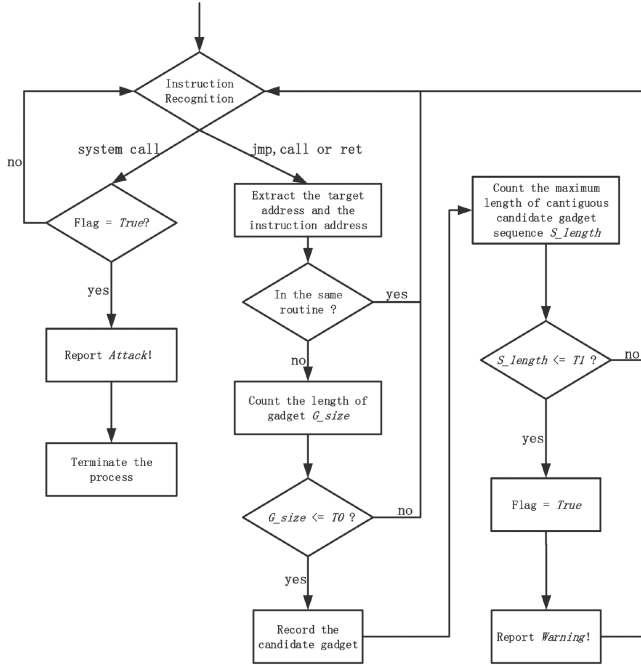 Instruction
Recognition
system call
jmp,call or ret
no
Flag = True?
yes
Report Attack!
Terminate the
process
Extract the target
address and the
instruction address
In the same
routine ?
yes
no
Count the length of
gadget G_size
G_size <= T0 ?
no
yes
Record the
candidate gadget
Count the maximum
length of cantiguous
candidate gadget
sequence S_length
S_length <= T1 ?
no
yes
Flag = True
Report Warning!